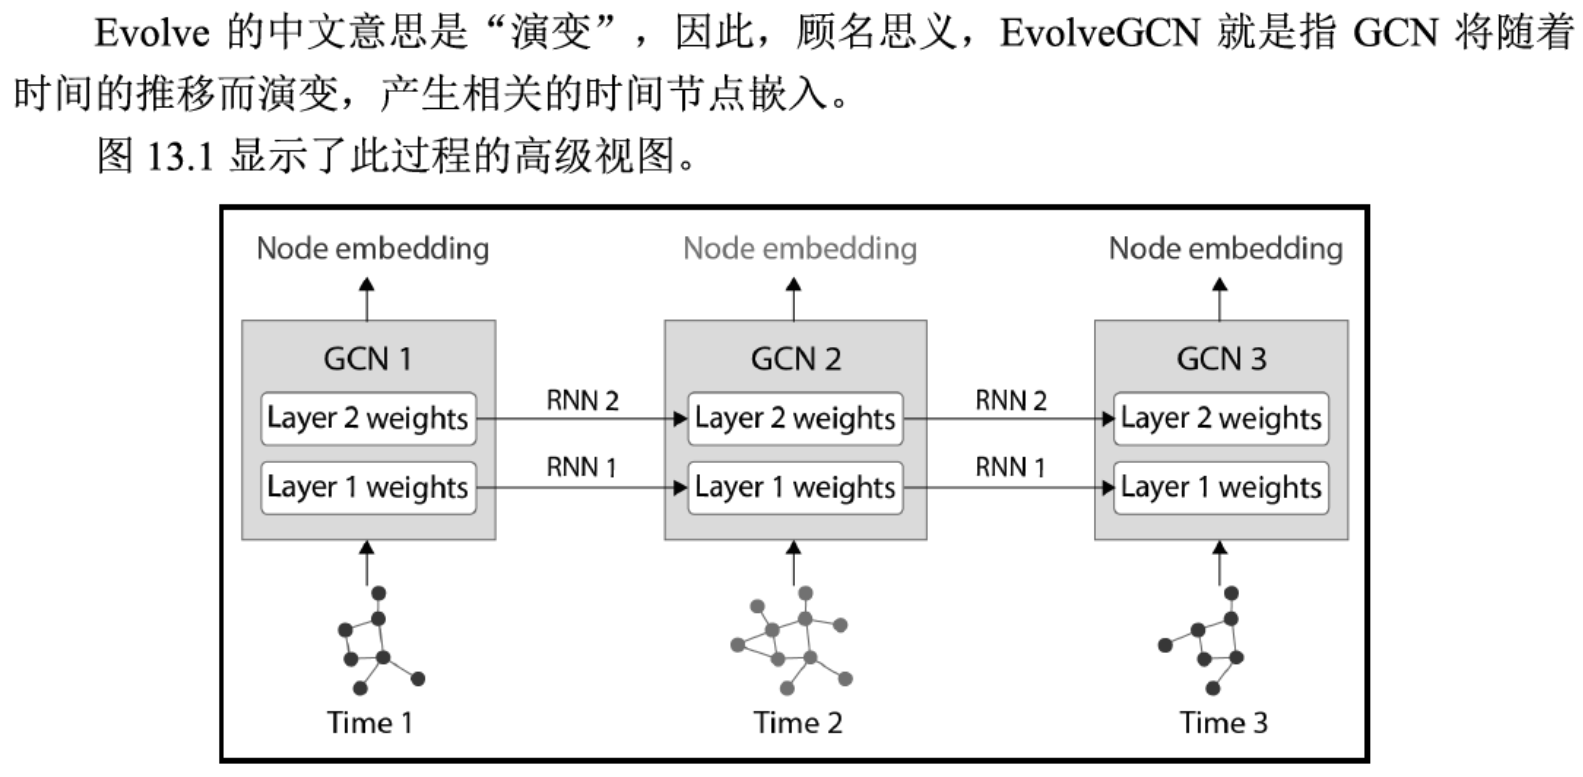 Evolve 的中文意思是“演变”，因此，顾名思义，EvolveGCN 就是指 GCN 将随着
时间的推移而演变，产生相关的时间节点嵌入。
图 13.1 显示了此过程的高级视图。
Node embedding Node embedding Node embedding
GCN 1 GCN 2 GCN 3
Layer 2 weights RNN 2 Layer 2 weights RNN 2 Layer 2 weights
Layer 1 weights RNN 1 Layer 1 weights RNN 1 Layer 1 weights
Time 1 Time 2 Time 3